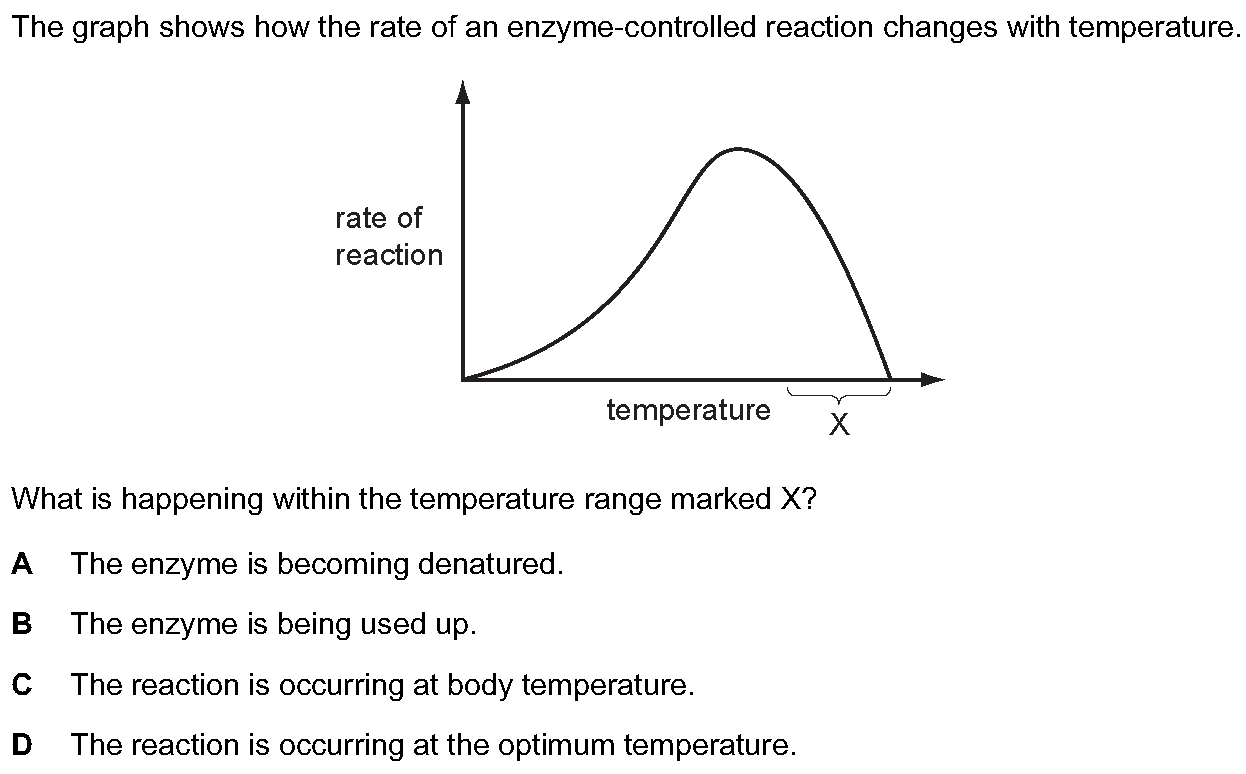 The graph shows how the rate of an enzyme-controlled reaction changes with temperature.
rate of
reaction
temperature
X
What is happening within the temperature range marked X?
A The enzyme is becoming denatured.
B The enzyme is being used up.
C The reaction is occurring at body temperature.
D The reaction is occurring at the optimum temperature.